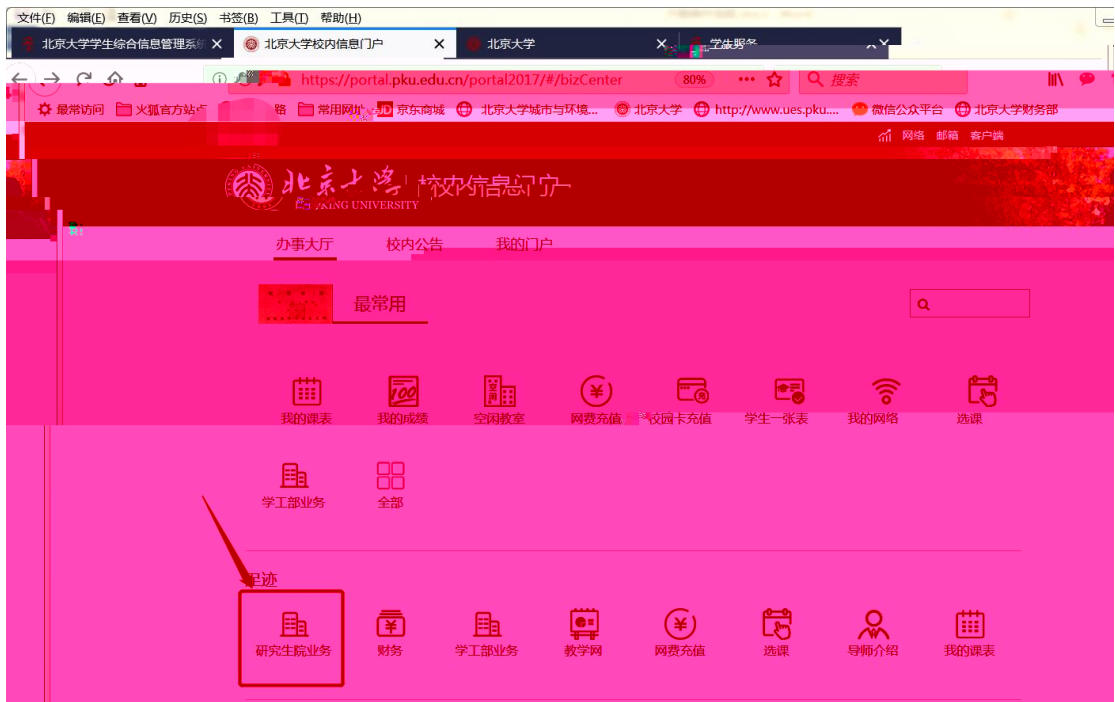 文件(F) 编辑(E) 查看(V) 历史(S) 书签(B) 工具(T) 帮助(H)
北京大学学生综合信息管理系统 北京大学校内信息门户 北京大学
https://portal.pku.edu.cn/portal2017/#/bizCenter 80% 搜索
最常访问 火狐官方站点 常用网址 JD 京东商城 北京大学城市与环境... 北京大学 http://www.ues.pku.... 微信公众平台 北京大学财务部
网络 邮箱 客户端
北京大学 校内信息门户
UNIVERSITY
办事大厅 校内公告 我的门户
最常用
我的课表 我的成绩 空闲教室 网费充值 校园卡充值 学生一张表 我的网络 选课
学工部业务 全部
足迹
研究生院业务 财务 学工部业务 教学网 网费充值 选课 导师介绍 我的课表